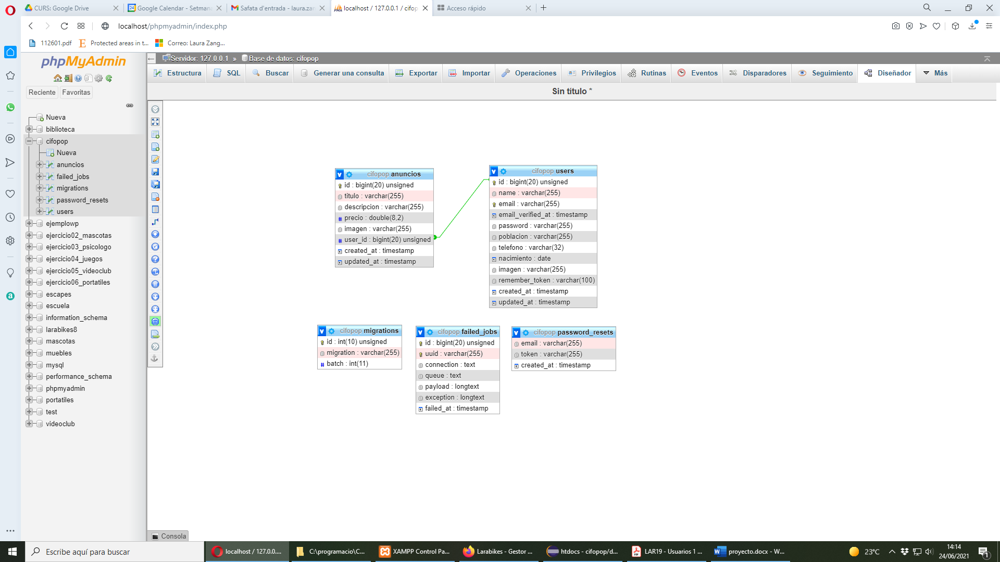 CURS: Google Drive
Google Calendar - Setman
Safata d'entrada - laura.zar
localhost / 127.0.0.1 / cifop
Acceso rápido
localhost/phpmyadmin/index.php
112601.pdf
Protected areas in t...
Correo: Laura Zang...
phpMyAdmin
Servidor: 127.0.0.1 » Base de datos: cifopop
Estructura
SQL
Buscar
Generar una consulta
Exportar
Importar
Operaciones
Privilegios
Rutinas
Eventos
Disparadores
Seguimiento
Diseñador
Más
Reciente
Favoritas
Sin título *
Nueva
biblioteca
cifopop
Nueva
anuncios
failed_jobs
migrations
password_resets
users
ejemplowp
ejercicio02_mascotas
ejercicio03_psicologo
ejercicio04_juegos
ejercicio05_videoclub
ejercicio06_portatiles
escapes
escuela
information_schema
larabikes8
mascotas
muebles
mysql
performance_schema
phpmyadmin
portatiles
test
videoclub
cifopop anuncios
id : bigint(20) unsigned
titulo : varchar(255)
descripcion : varchar(255)
precio : double(8,2)
imagen : varchar(255)
user_id : bigint(20) unsigned
created_at : timestamp
updated_at : timestamp
cifopop users
id : bigint(20) unsigned
name : varchar(255)
email : varchar(255)
email_verified_at : timestamp
password : varchar(255)
poblacion : varchar(255)
telefono : varchar(32)
nacimiento : date
imagen : varchar(255)
remember_token : varchar(100)
created_at : timestamp
updated_at : timestamp
cifopop migrations
id : int(10) unsigned
migration : varchar(255)
batch : int(11)
cifopop failed_jobs
id : bigint(20) unsigned
uuid : varchar(255)
connection : text
queue : text
payload : longtext
exception : longtext
failed_at : timestamp
cifopop password_resets
email : varchar(255)
token : varchar(255)
created_at : timestamp
Consola
Escribe aquí para buscar
localhost / 127.0.0....
C:\programacio\C...
XAMPP Control Pa...
Larabikes - Gestor ...
htdocs - cifopop/d...
LAR19 - Usuarios 1 ...
proyecto.docx - W...
23°C
14:14
24/06/2021
1